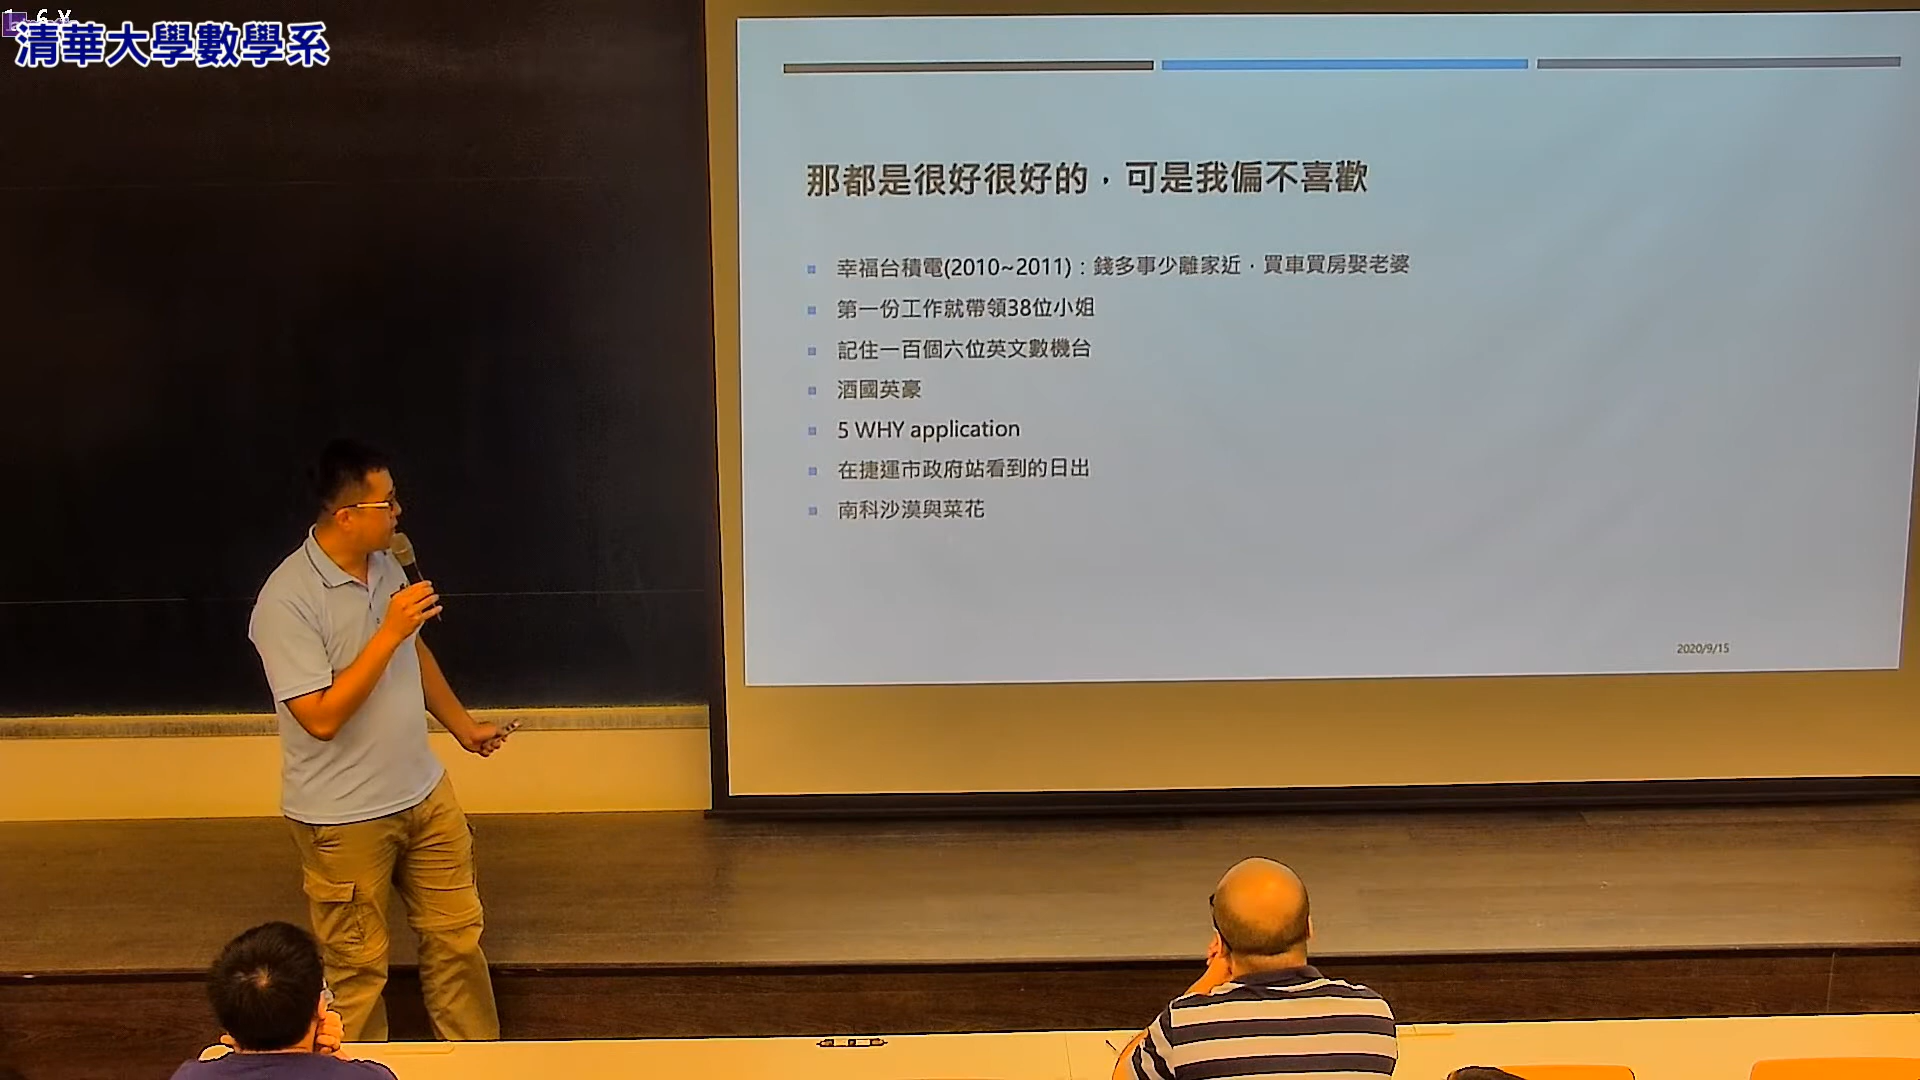 清華大學數學系
那都是很好很好的，可是我偏不喜歡
幸福台積電(2010~2011)：錢多事少離家近，買車買房娶老婆
第一份工作就帶領38位小姐
記住一百個六位英文數機台
酒國英豪
5 WHY application
在捷運市政府站看到的日出
南科沙漠與菜花
2020/9/15